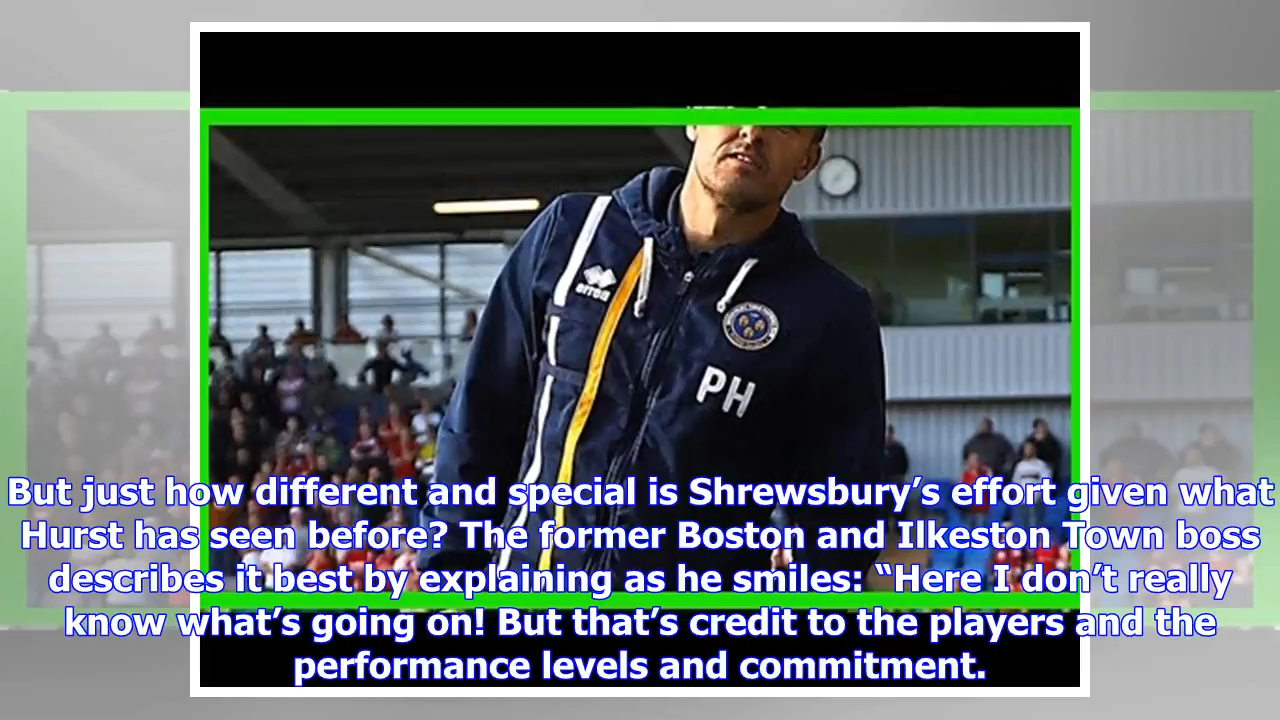 errea
PH
But just how different and special is Shrewsbury’s effort given what
Hurst has seen before? The former Boston and Ilkeston Town boss
describes it best by explaining as he smiles: “Here I don’t really
know what’s going on! But that’s credit to the players and the
performance levels and commitment.